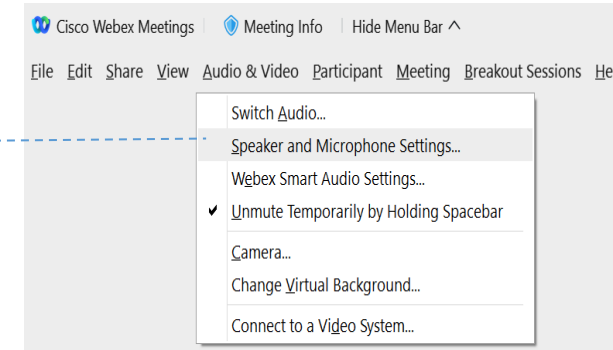 Cisco Webex Meetings Meeting Info Hide Menu Bar
File Edit Share View Audio & Video Participant Meeting Breakout Sessions He
Switch Audio...
Speaker and Microphone Settings...
Webex Smart Audio Settings...
Unmute Temporarily by Holding Spacebar
Camera...
Change Virtual Background...
Connect to a Video System...